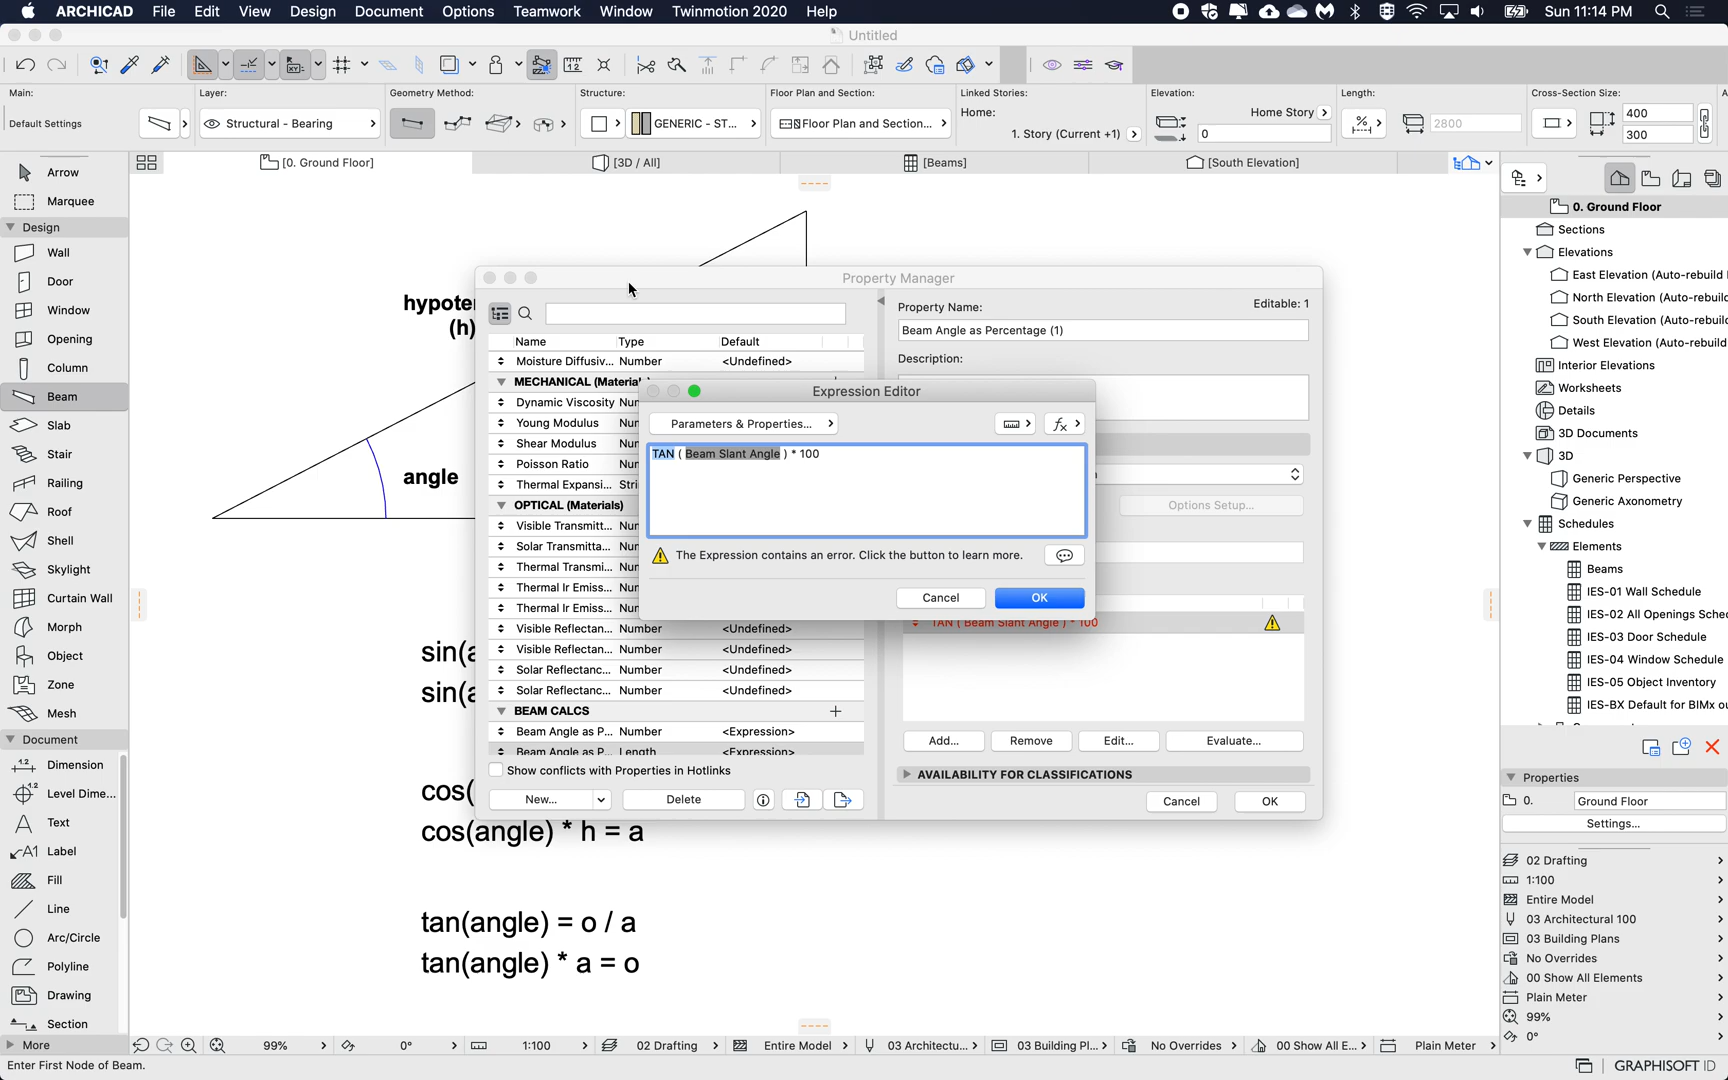 ARCHICAD File Edit View Design Document Options Teamwork Window Twinmotion 2020 Help
Sun 11:14 PM
Untitled
Main:
Default Settings
Layer:
Structural - Bearing
Geometry Method:
Structure:
GENERIC - ST...
Floor Plan and Section:
Floor Plan and Section...
Linked Stories:
Home:
1. Story (Current +1)
Elevation:
Home Story
0
Length:
2800
Cross-Section Size:
400
300
[0. Ground Floor]
[3D / All]
[Beams]
[South Elevation]
Arrow
Marquee
Design
Wall
Door
Window
Opening
Column
Beam
Slab
Stair
Railing
Roof
Shell
Skylight
Curtain Wall
Morph
Object
Zone
Mesh
Document
Dimension
Level Dime...
Text
Label
Fill
Line
Arc/Circle
Polyline
Drawing
Section
More
Enter First Node of Beam.
hypote
(h)
angle
sin(a
sin(a
cos(
cos(angle) * h = a
tan(angle) = o / a
tan(angle) * a = o
Property Manager
Name Type Default
Moisture Diffusiv... Number <Undefined>
MECHANICAL (Material
Dynamic Viscosity Nun
Young Modulus Nun
Shear Modulus Nun
Poisson Ratio Nun
Thermal Expansi... Stri
OPTICAL (Materials)
Visible Transmitt... Nun
Solar Transmitta... Nun
Thermal Transmi... Nun
Thermal Ir Emiss... Nun
Thermal Ir Emiss... Nun
Visible Reflectan... Number <Undefined>
Visible Reflectan... Number <Undefined>
Solar Reflectanc... Number <Undefined>
Solar Reflectanc... Number <Undefined>
BEAM CALCS
Beam Angle as P... Number <Expression>
Beam Angle as P... Length <Expression>
Show conflicts with Properties in Hotlinks
New...
Delete
Property Name:
Editable: 1
Beam Angle as Percentage (1)
Description:
Options Setup...
TAN ( Beam Slant Angle ) * 100
Add...
Remove
Edit...
Evaluate...
AVAILABILITY FOR CLASSIFICATIONS
Cancel
OK
Expression Editor
Parameters & Properties...
fx
TAN ( Beam Slant Angle ) * 100
The Expression contains an error. Click the button to learn more.
Cancel
OK
0. Ground Floor
Sections
Elevations
East Elevation (Auto-rebuild
North Elevation (Auto-rebuil
South Elevation (Auto-rebuil
West Elevation (Auto-rebuild
Interior Elevations
Worksheets
Details
3D Documents
3D
Generic Perspective
Generic Axonometry
Schedules
Elements
Beams
IES-01 Wall Schedule
IES-02 All Openings Sche
IES-03 Door Schedule
IES-04 Window Schedule
IES-05 Object Inventory
IES-BX Default for BIMx ou
Properties
0. Ground Floor
Settings...
02 Drafting
1:100
Entire Model
03 Architectural 100
03 Building Plans
No Overrides
00 Show All Elements
Plain Meter
99%
0°
99% 0° 1:100 02 Drafting Entire Model 03 Architectu... 03 Building Pl... No Overrides 00 Show All E... Plain Meter
GRAPHISOFT ID